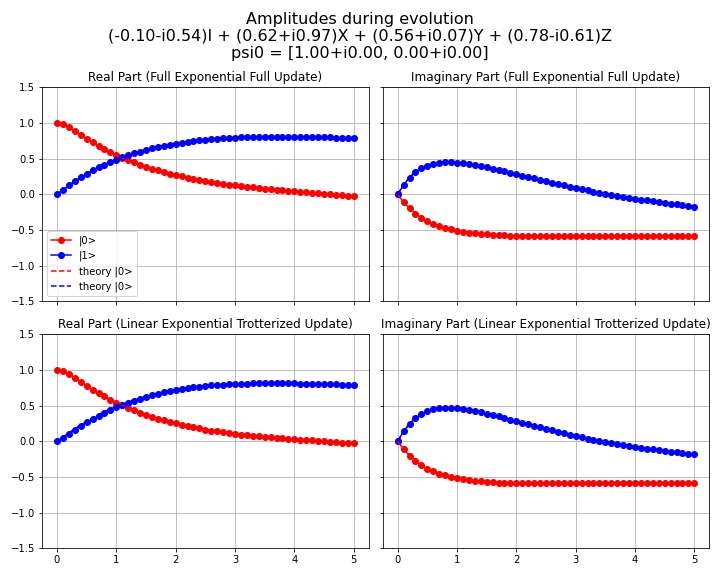 Amplitudes during evolution
(-0.10-i0.54)I + (0.62+i0.97)X + (0.56+i0.07)Y + (0.78-i0.61)Z
psi0 = [1.00+i0.00, 0.00+i0.00]
Real Part (Full Exponential Full Update)
1.5
1.0
0.5
0.0
−0.5
−1.0
−1.5
|0>
|1>
theory |0>
theory |0>
Imaginary Part (Full Exponential Full Update)
Real Part (Linear Exponential Trotterized Update)
1.5
1.0
0.5
0.0
−0.5
−1.0
−1.5
0 1 2 3 4 5
Imaginary Part (Linear Exponential Trotterized Update)
0 1 2 3 4 5